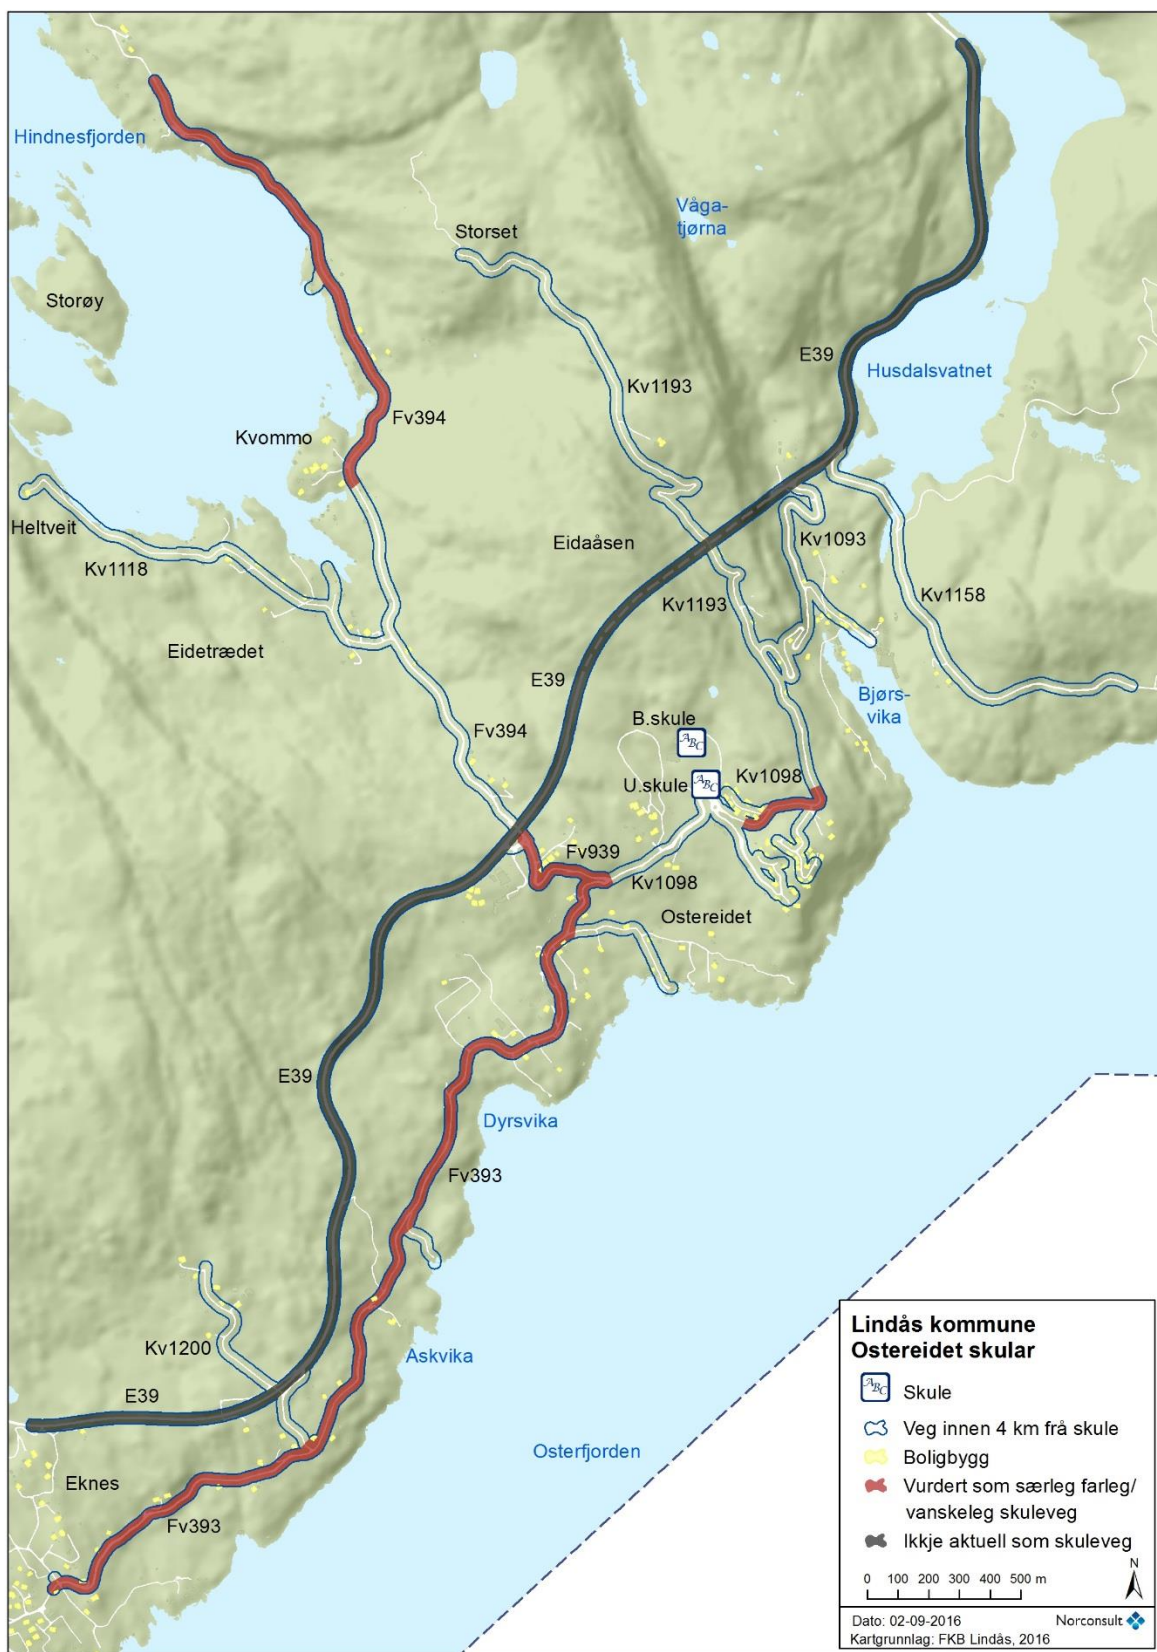 Hindnesfjorden
Våga-
tjørna
Storset
Storøy
E39
Husdalsvatnet
Kv1193
Fv394
Kvommo
Heltveit
Eidaåsen
Kv1093
Kv1118
Kv1158
Kv1193
Eidetrædet
E39
Bjørs-
vika
B.skule
ABC
Fv394
Kv1098
U.skule
ABC
Fv939
Kv1098
Ostereidet
E39
Dyrsvika
Fv393
Kv1200
Askvika
E39
Osterfjorden
Eknes
Fv393
Lindås kommune
Ostereidet skular
ABC
Skule
Veg innen 4 km frå skule
Boligbygg
Vurdert som særleg farleg/
vanskeleg skuleveg
Ikkje aktuell som skuleveg
N
0 100 200 300 400 500 m
Dato: 02-09-2016
Norconsult
Kartgrunnlag: FKB Lindås, 2016